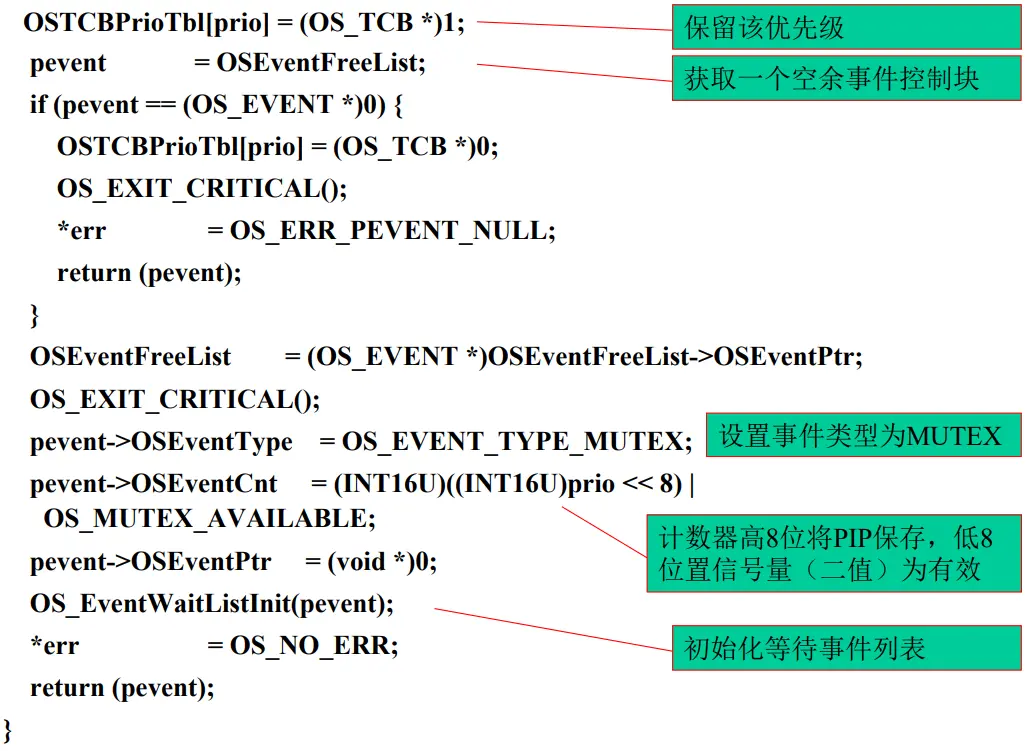 OSTCBPrioTbl[prio] = (OS_TCB *)1;
保留该优先级
pevent = OSEventFreeList;
获取一个空余事件控制块
if (pevent == (OS_EVENT *)0) {
OSTCBPrioTbl[prio] = (OS_TCB *)0;
OS_EXIT_CRITICAL();
*err = OS_ERR_PEVENT_NULL;
return (pevent);
}
OSEventFreeList = (OS_EVENT *)OSEventFreeList->OSEventPtr;
OS_EXIT_CRITICAL();
pevent->OSEventType = OS_EVENT_TYPE_MUTEX;
设置事件类型为MUTEX
pevent->OSEventCnt = (INT16U)((INT16U)prio << 8) |
OS_MUTEX_AVAILABLE;
计数器高8位将PIP保存，低8
位置信号量（二值）为有效
pevent->OSEventPtr = (void *)0;
OS_EventWaitListInit(pevent);
*err = OS_NO_ERR;
初始化等待事件列表
return (pevent);
}